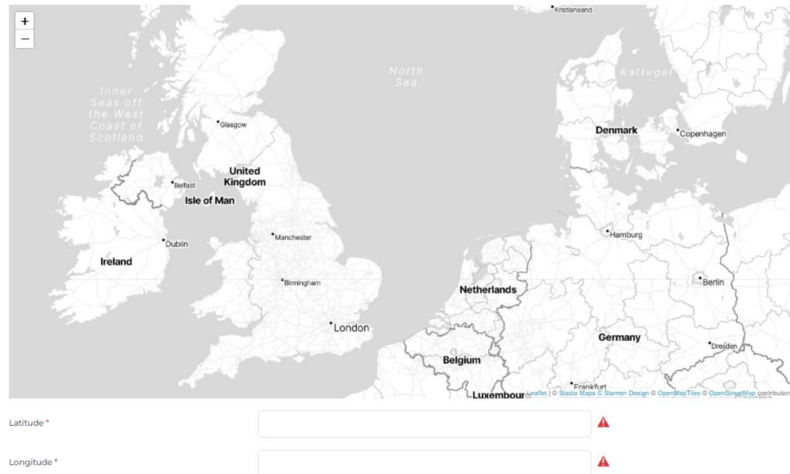 +
−
Kristiansand
North
Sea
Kattegat
Inner
Seas off
the West
Coast of
Scotland
Glasgow
Denmark
Copenhagen
United
Kingdom
Belfast
Isle of Man
Hamburg
Manchester
Dublin
Ireland
Birmingham
Berlin
Netherlands
London
Germany
Dresden
Belgium
Frankfurt
Luxembour
Leaflet | © Stadia Maps © Stamen Design © OpenMapTiles © OpenStreetMap contributors
Latitude *
Longitude *